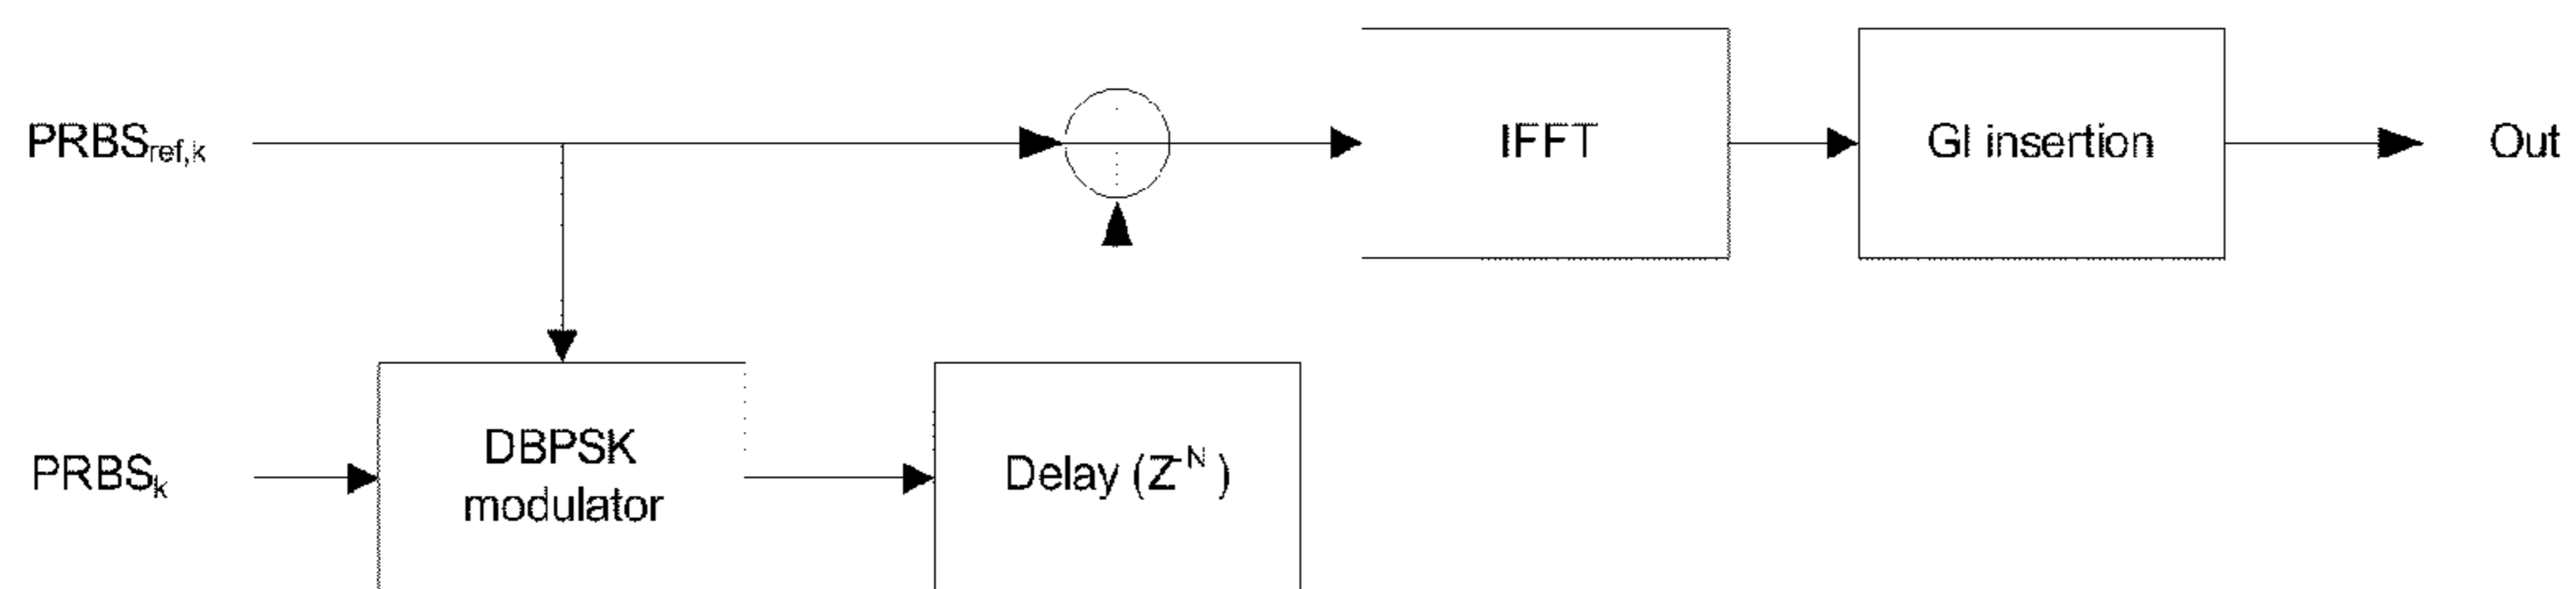 PRBSref,k
IFFT
GI insertion
Out
PRBSk
DBPSK
modulator
Delay (Z-N)